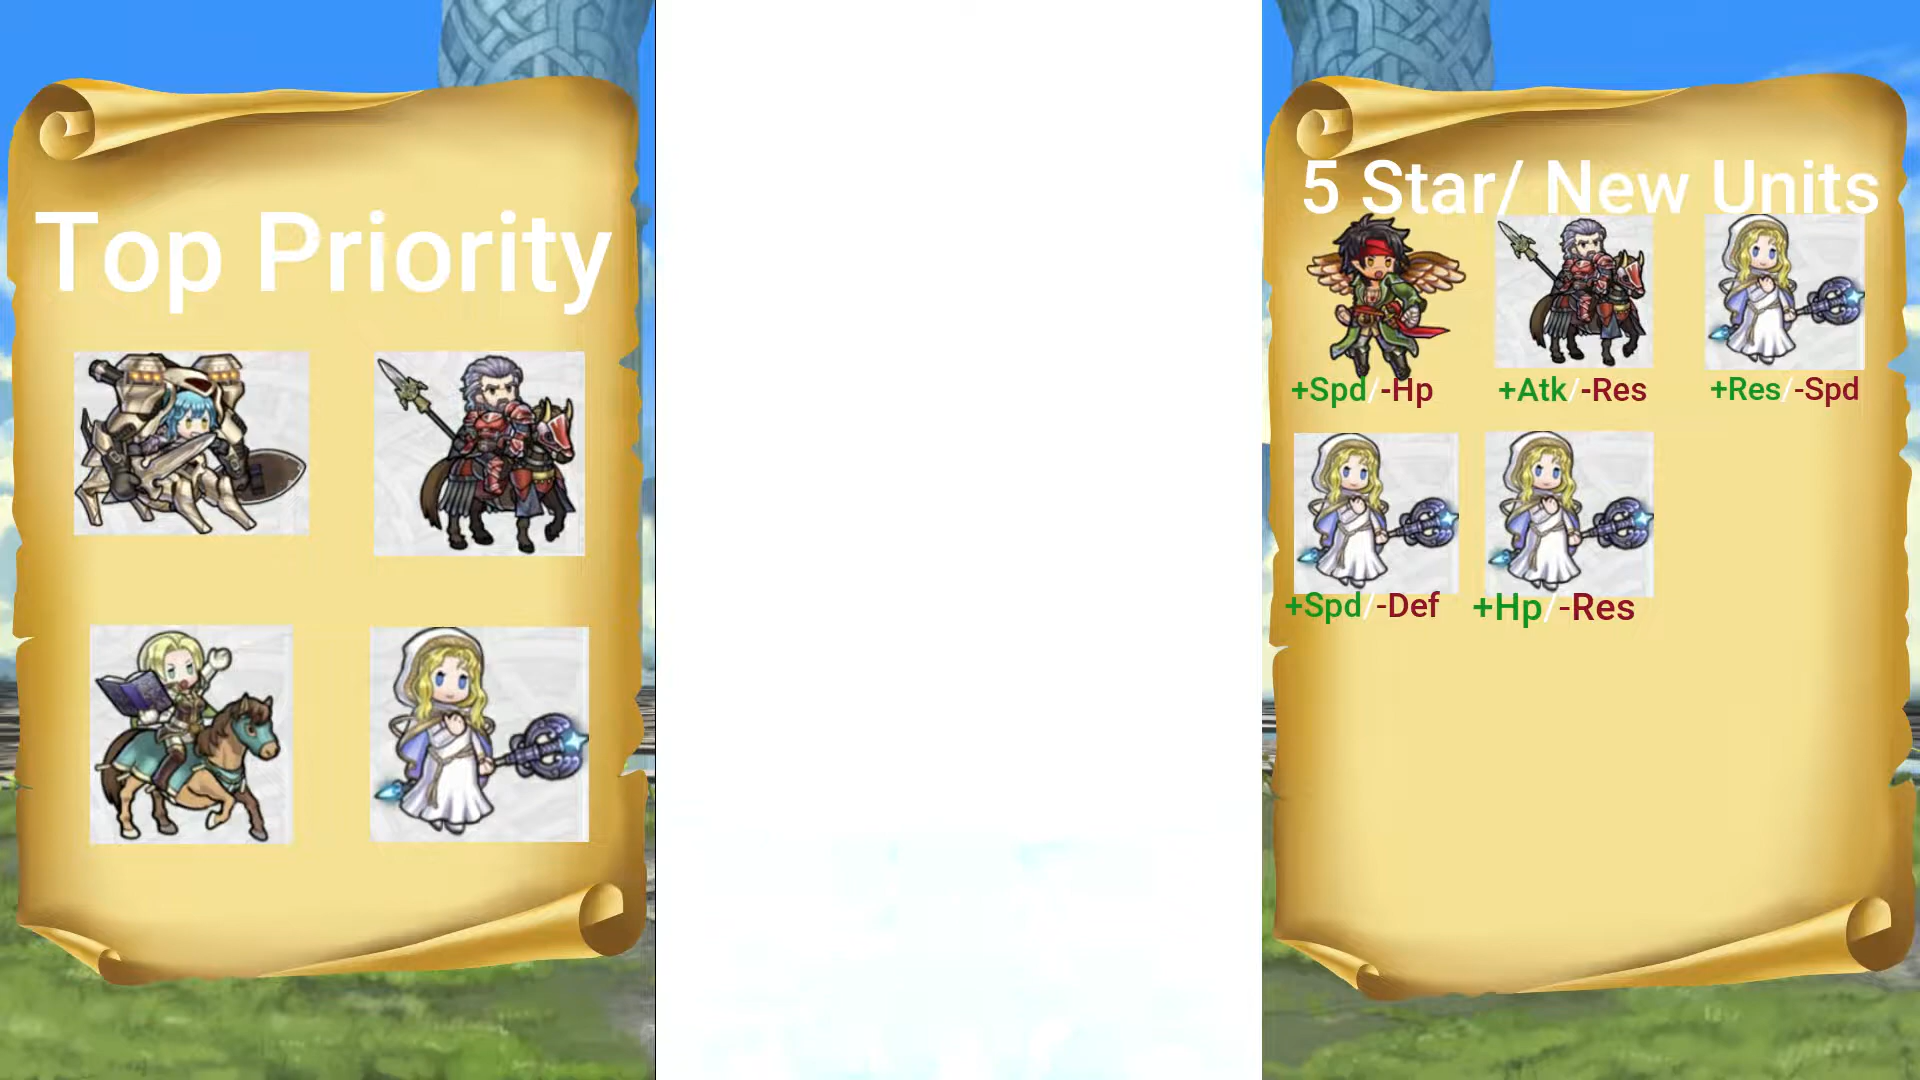 Top Priority
5 Star/ New Units
+Spd/-Hp
+Atk/-Res
+Res/-Spd
+Spd/-Def
+Hp/-Res